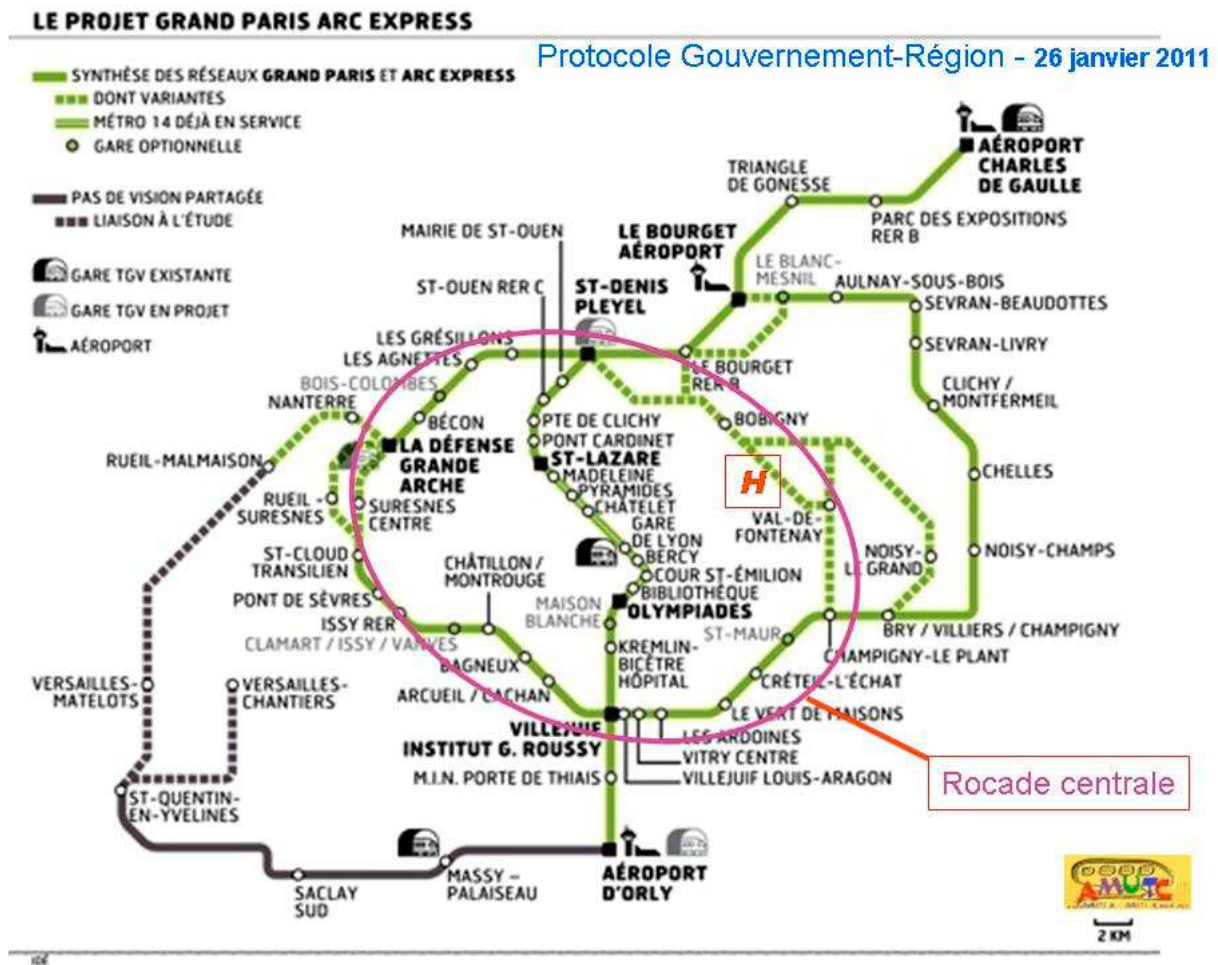 LE PROJET GRAND PARIS ARC EXPRESS
Protocole Gouvernement-Région - 26 janvier 2011
SYNTHÈSE DES RÉSEAUX GRAND PARIS ET ARC EXPRESS
DONT VARIANTES
MÉTRO 14 DÉJÀ EN SERVICE
GARE OPTIONNELLE
PAS DE VISION PARTAGÉE
LIAISON À L'ÉTUDE
GARE TGV EXISTANTE
GARE TGV EN PROJET
AÉROPORT
AÉROPORT
CHARLES
DE GAULLE
TRIANGLE
DE GONESSE
PARC DES EXPOSITIONS
RER B
MAIRIE DE ST-OUEN
LE BOURGET
AÉROPORT
LE BLANC-
MESNIL
AULNAY-SOUS-BOIS
ST-OUEN RER C
ST-DENIS
PLEYEL
SEVRAN-BEAUDOTTES
LES GRÉSILLONS
SEVRAN-LIVRY
LES AGNETTES
LE BOURGET
RER B
BOIS-COLOMBES
CLICHY /
MONTFERMEIL
NANTERRE
BÉCON
PTE DE CLICHY
BOBIGNY
PONT CARDINET
LA DÉFENSE
GRANDE
ARCHE
RUEIL-MALMAISON
ST-LAZARE
MADELEINE
PYRAMIDES
CHÂTELET
H
CHELLES
RUEIL -
SURESNES
SURESNES
CENTRE
GARE
DE LYON
BERCY
VAL-DE-
FONTENAY
ST-CLOUD
TRANSILIEN
CHÂTILLON /
MONTROUGE
NOISY-
LE GRAND
NOISY-CHAMPS
COUR ST-ÉMILION
BIBLIOTHÈQUE
OLYMPIADES
PONT DE SÈVRES
MAISON
BLANCHE
ISSY RER
CLAMART / ISSY / VANVES
ST-MAUR
BRY / VILLIERS / CHAMPIGNY
KREMLIN-
BICÊTRE
HÔPITAL
CHAMPIGNY-LE PLANT
BAGNEUX
CRÉTEIL-L'ÉCHAT
VERSAILLES-
MATELOTS
VERSAILLES-
CHANTIERS
ARCUEIL / CACHAN
LE VERT DE MAISONS
VILLEJUIF
INSTITUT G. ROUSSY
LES ARDOINES
VITRY CENTRE
VILLEJUIF LOUIS-ARAGON
M.I.N. PORTE DE THIAIS
Rocade centrale
ST-QUENTIN-
EN-YVELINES
SACLAY
SUD
MASSY -
PALAISEAU
AÉROPORT
D'ORLY
AMUTC
2 KM
IDÉ